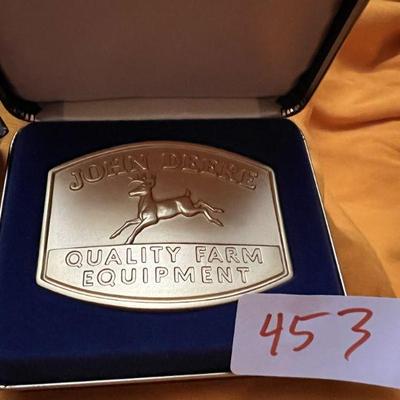 JOHN DEERE
QUALITY FARM
EQUIPMENT
453